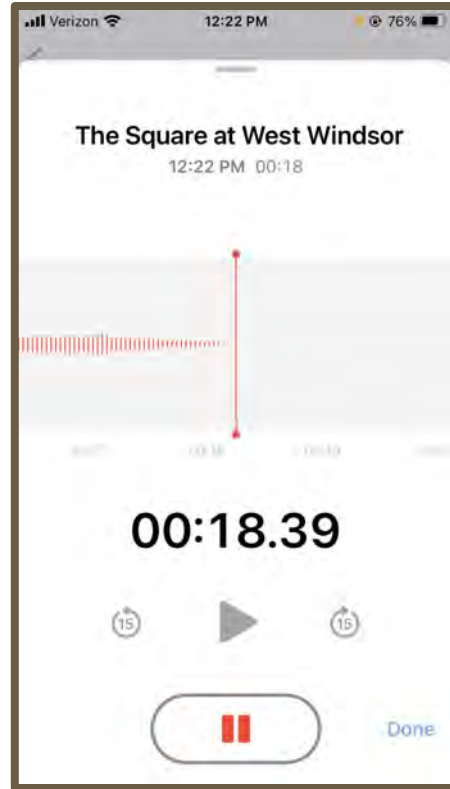 Verizon 12:22 PM 76%
The Square at West Windsor
12:22 PM 00:18
00:18.39
15 15
Done